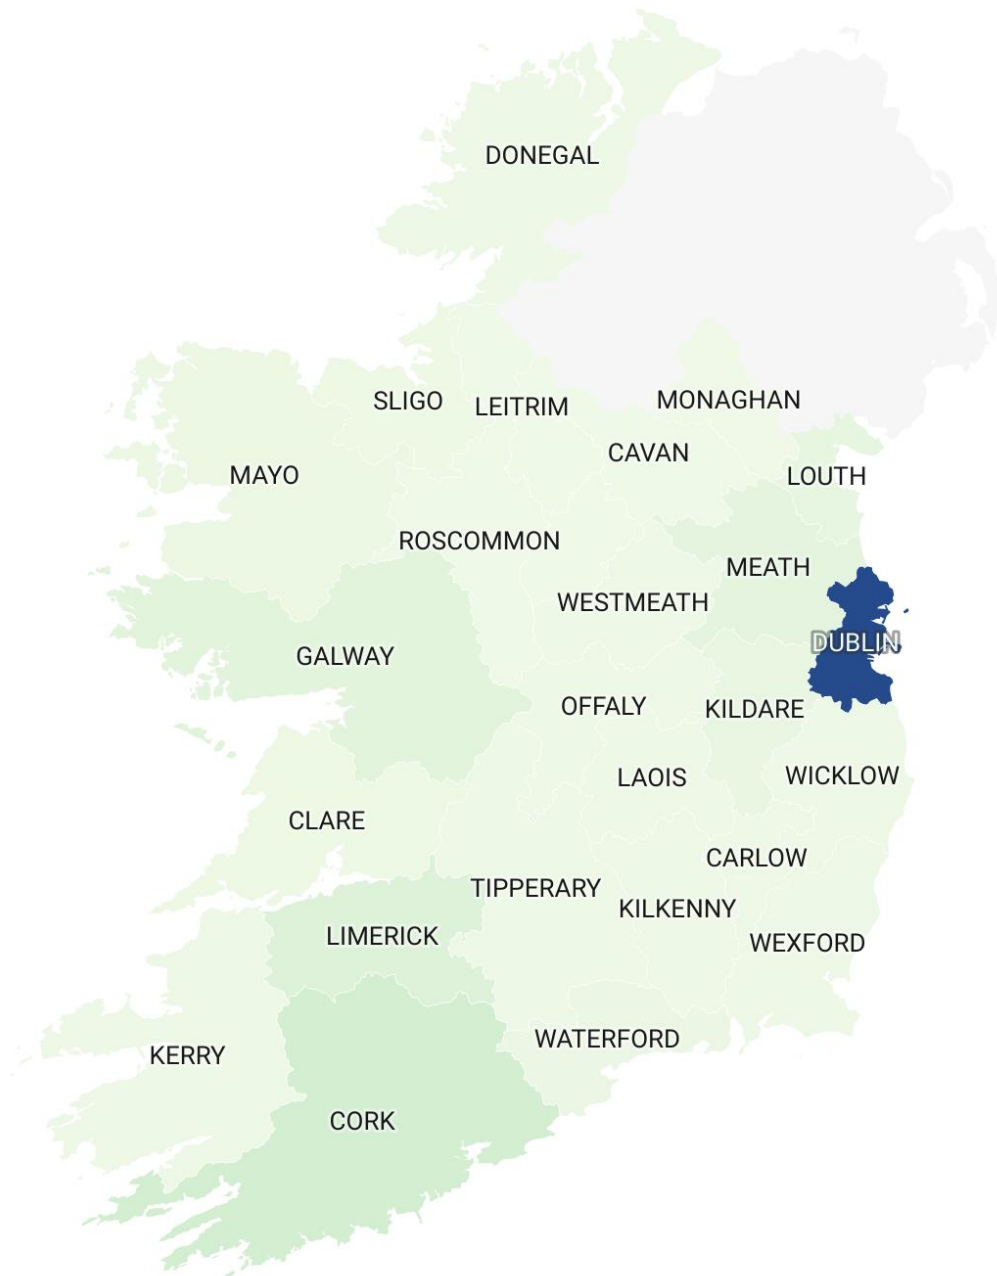 DONEGAL
MONAGHAN
SLIGO
LEITRIM
CAVAN
MAYO
LOUTH
ROSCOMMON
MEATH
WESTMEATH
DUBLIN
GALWAY
OFFALY
KILDARE
WICKLOW
LAOIS
CLARE
CARLOW
TIPPERARY
KILKENNY
LIMERICK
WEXFORD
WATERFORD
KERRY
CORK